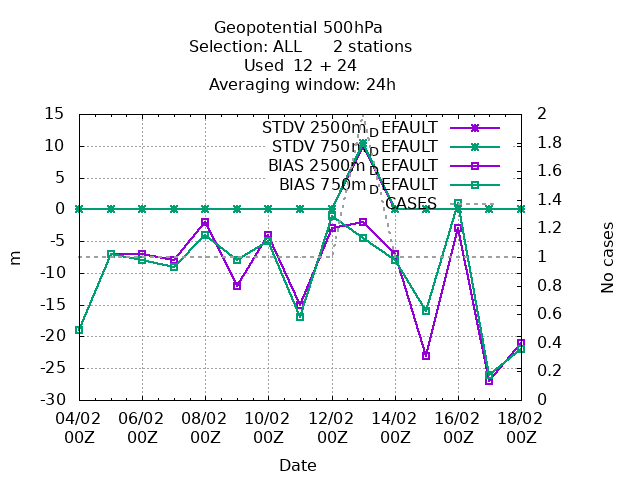 Geopotential 500hPa
Selection: ALL      2 stations
Used  12 + 24
Averaging window: 24h
15
10
5
0
-5
-10
-15
-20
-25
-30
m
STDV 2500m_DEFAULT
STDV 750m_DEFAULT
BIAS 2500m_DEFAULT
BIAS 750m_DEFAULT
CASES
2
1.8
1.6
1.4
1.2
1
0.8
0.6
0.4
0.2
0
No cases
04/02 06/02 08/02 10/02 12/02 14/02 16/02 18/02
00Z 00Z 00Z 00Z 00Z 00Z 00Z 00Z
Date